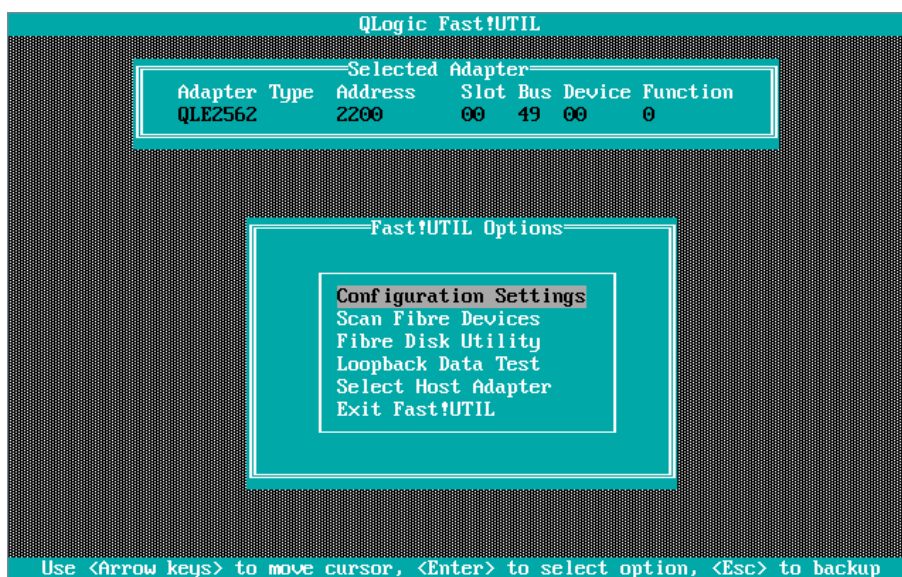 QLogic Fast!UTIL
Selected Adapter
Adapter Type Address Slot Bus Device Function
QLE2562 2200 00 49 00 0
Fast!UTIL Options
Configuration Settings
Scan Fibre Devices
Fibre Disk Utility
Loopback Data Test
Select Host Adapter
Exit Fast!UTIL
Use <Arrow keys> to move cursor, <Enter> to select option, <Esc> to backup